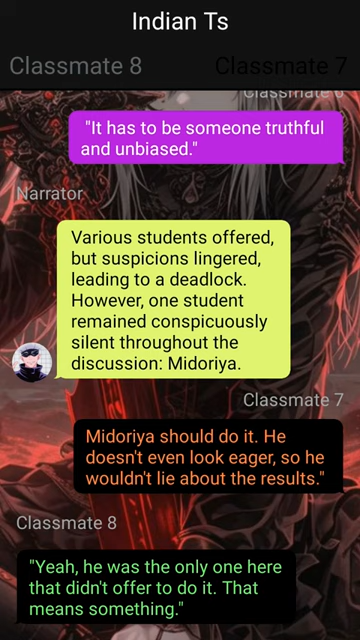 Indian Ts
Classmate 8
Classmate 7
Classmate 6
"It has to be someone truthful
and unbiased."
Narrator
Various students offered,
but suspicions lingered,
leading to a deadlock.
However, one student
remained conspicuously
silent throughout the
discussion: Midoriya.
Classmate 7
Midoriya should do it. He
doesn't even look eager, so he
wouldn't lie about the results."
Classmate 8
"Yeah, he was the only one here
that didn't offer to do it. That
means something."